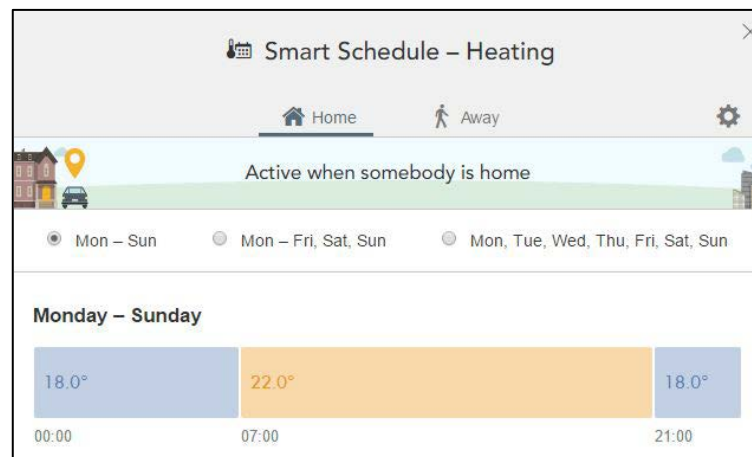 Smart Schedule – Heating
Home Away
Active when somebody is home
Mon – Sun Mon – Fri, Sat, Sun Mon, Tue, Wed, Thu, Fri, Sat, Sun
Monday – Sunday
18.0° 22.0° 18.0°
00:00 07:00 21:00